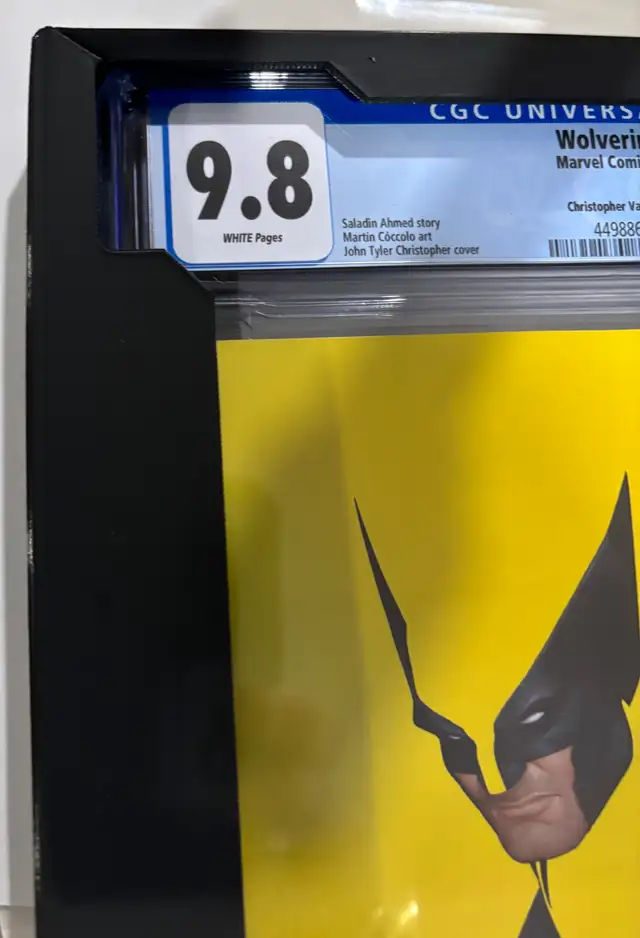 CGC UNIVERSA
9.8
WHITE Pages
Wolverin
Marvel Comi
Christopher Va
Saladin Ahmed story
Martín Cóccolo art
John Tyler Christopher cover
449886